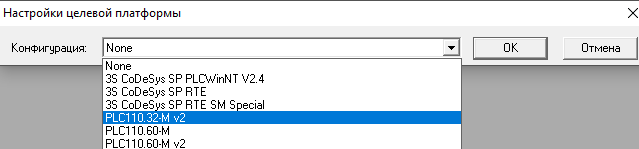 Настройки целевой платформы
Конфигурация: None OK Отмена
None
3S CoDeSys SP PLCWinNT V2.4
3S CoDeSys SP RTE
3S CoDeSys SP RTE SM Special
PLC110.32-M v2
PLC110.60-M
PLC110.60-M v2